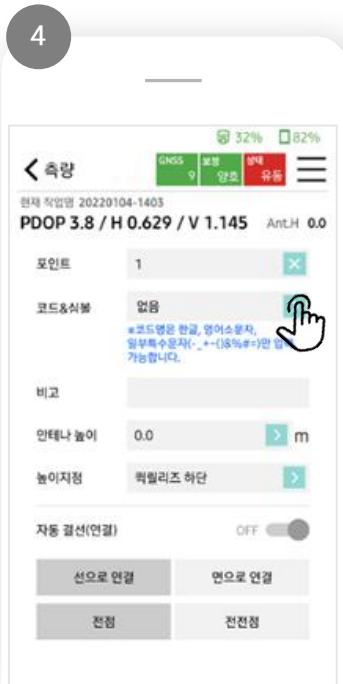 4
32% 82%
측량
GNSS 9 보정 양호 상태 유동
현재 작업명 20220104-1403
PDOP 3.8 / H 0.629 / V 1.145 Ant.H 0.0
포인트 1
코드&심볼 없음
※코드명은 한글, 영어소문자,
일부특수문자(-_+~()&%#=)만 입력
가능합니다.
비고
안테나 높이 0.0 m
높이지점 퀵릴리즈 하단
자동 결선(연결) OFF
선으로 연결 면으로 연결
전점 전전점